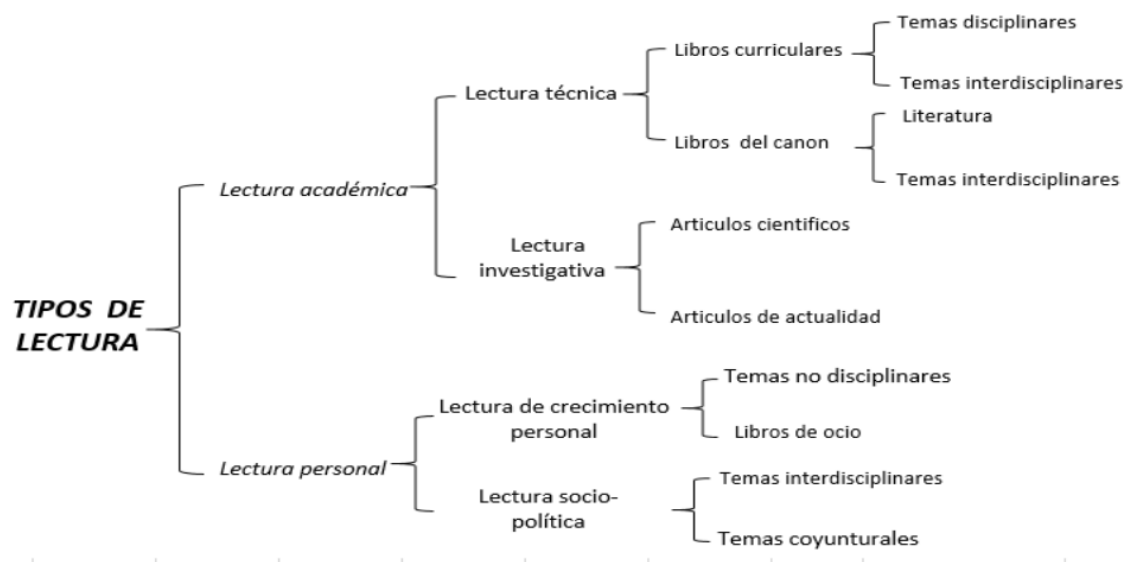 TIPOS DE
LECTURA
Lectura académica
Lectura técnica
Libros curriculares
Temas disciplinares
Temas interdisciplinares
Libros del canon
Literatura
Temas interdisciplinares
Lectura
investigativa
Articulos cientificos
Articulos de actualidad
Lectura personal
Lectura de crecimiento
personal
Temas no disciplinares
Libros de ocio
Lectura socio-
política
Temas interdisciplinares
Temas coyunturales